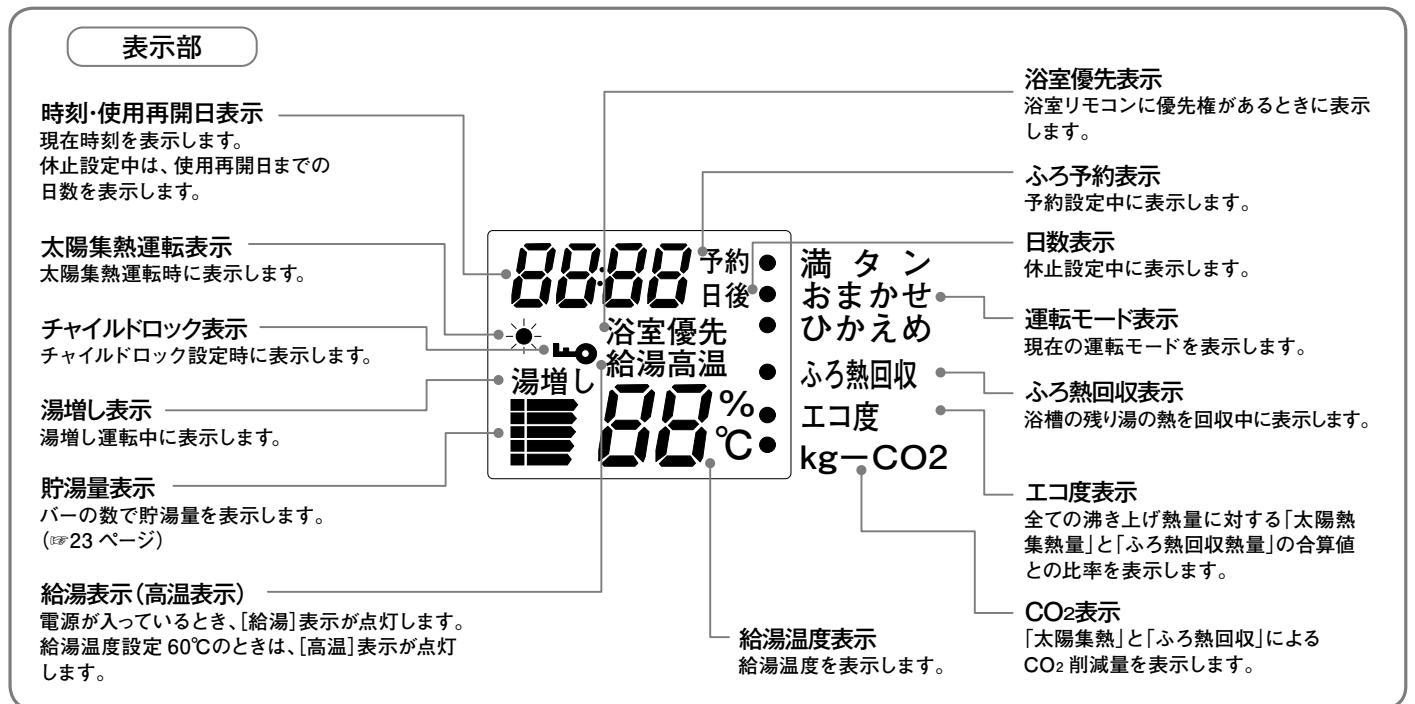 表示部
時刻・使用再開日表示
現在時刻を表示します。
休止設定中は、使用再開日までの
日数を表示します。
太陽集熱運転表示
太陽集熱運転時に表示します。
チャイルドロック表示
チャイルドロック設定時に表示します。
湯増し表示
湯増し運転中に表示します。
貯湯量表示
バーの数で貯湯量を表示します。
(☞23 ページ)
給湯表示(高温表示)
電源が入っているとき、[給湯]表示が点灯します。
給湯温度設定 60℃のときは、[高温]表示が点灯
します。
88:88 予約
日後
浴室優先
給湯高温
湯増し
88 %
℃
満 タ ン
おまかせ
ひかえめ
ふろ熱回収
エコ度
kg−CO2
給湯温度表示
給湯温度を表示します。
浴室優先表示
浴室リモコンに優先権があるときに表示
します。
ふろ予約表示
予約設定中に表示します。
日数表示
休止設定中に表示します。
運転モード表示
現在の運転モードを表示します。
ふろ熱回収表示
浴槽の残り湯の熱を回収中に表示します。
エコ度表示
全ての沸き上げ熱量に対する「太陽熱
集熱量」と「ふろ熱回収熱量」の合算値
との比率を表示します。
CO2表示
「太陽集熱」と「ふろ熱回収」による
CO2 削減量を表示します。